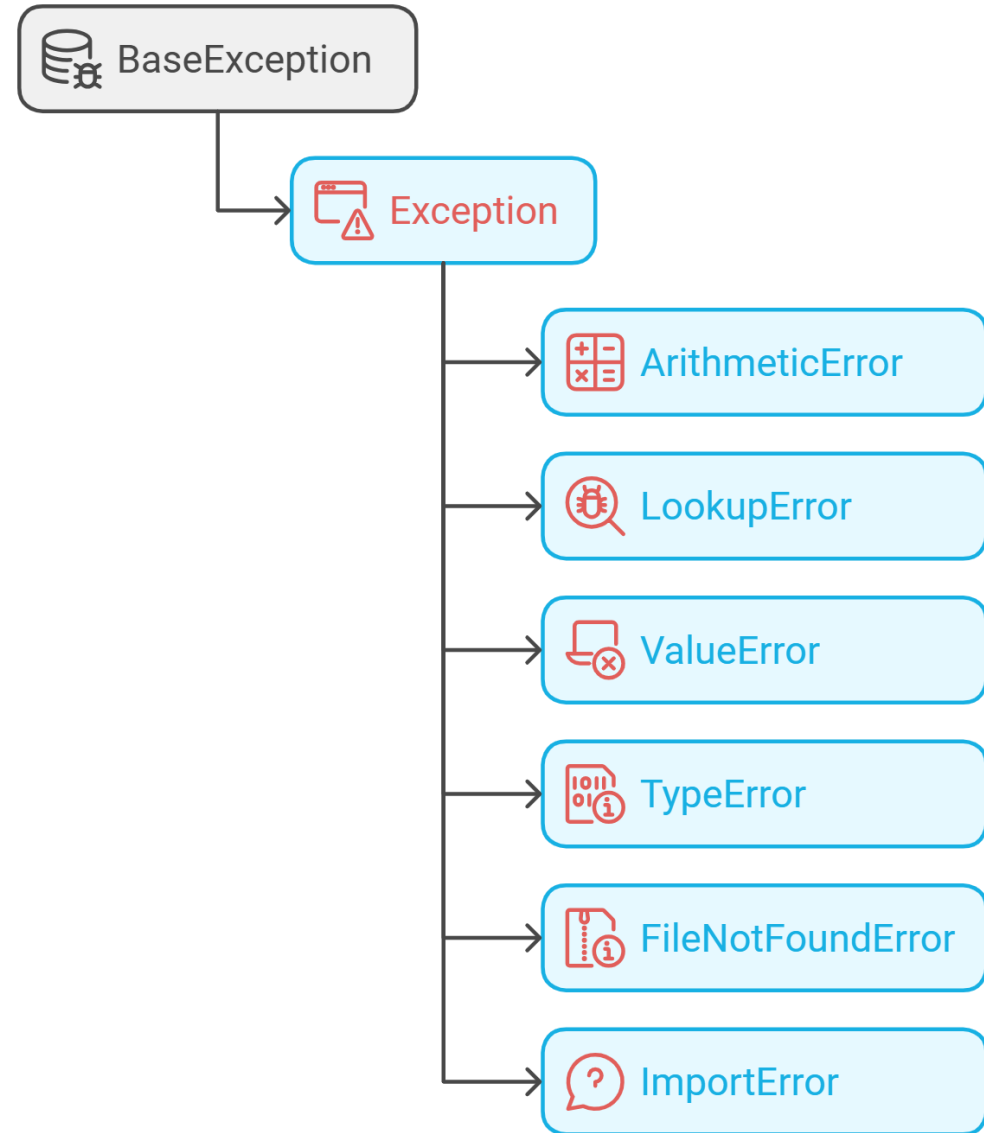 BaseException
Exception
ArithmeticError
LookupError
ValueError
TypeError
FileNotFoundError
ImportError